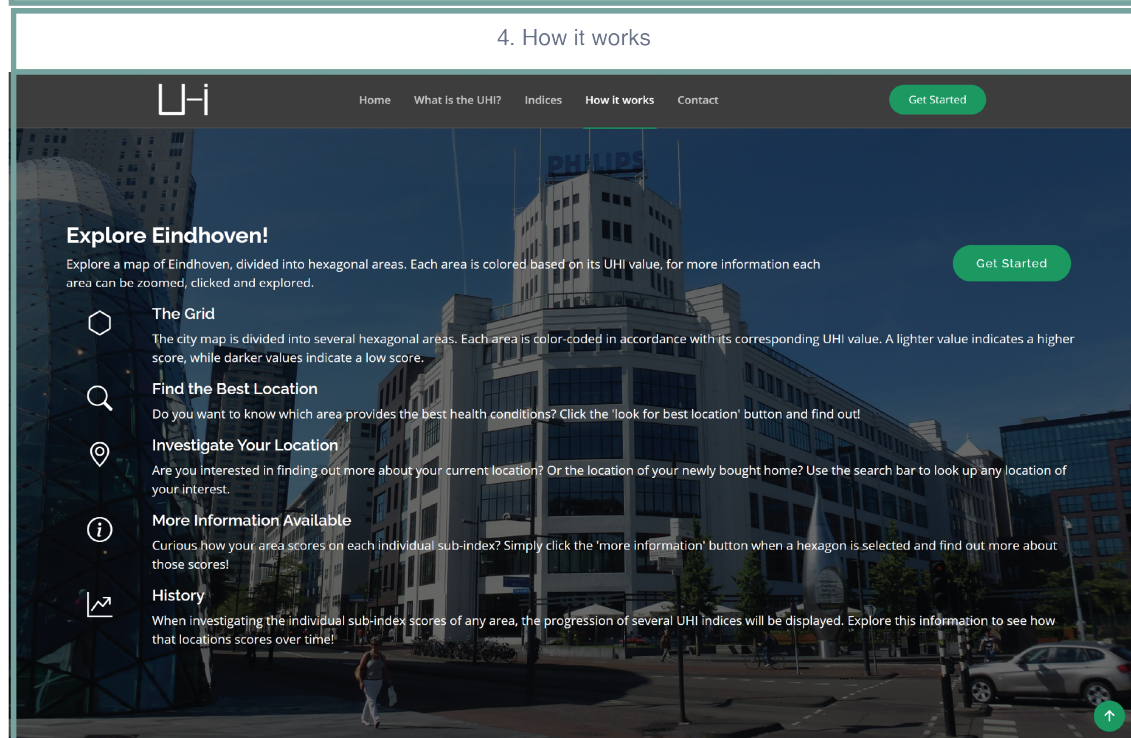 4. How it works
UHi
Home What is the UHI? Indices How it works Contact Get Started
PHILIPS
Explore Eindhoven!
Explore a map of Eindhoven, divided into hexagonal areas. Each area is colored based on its UHI value, for more information each
area can be zoomed, clicked and explored.
Get Started
The Grid
The city map is divided into several hexagonal areas. Each area is color-coded in accordance with its corresponding UHI value. A lighter value indicates a higher
score, while darker values indicate a low score.
Find the Best Location
Do you want to know which area provides the best health conditions? Click the 'look for best location' button and find out!
Investigate Your Location
Are you interested in finding out more about your current location? Or the location of your newly bought home? Use the search bar to look up any location of
your interest.
More Information Available
Curious how your area scores on each individual sub-index? Simply click the 'more information' button when a hexagon is selected and find out more about
those scores!
History
When investigating the individual sub-index scores of any area, the progression of several UHI indices will be displayed. Explore this information to see how
that locations scores over time!